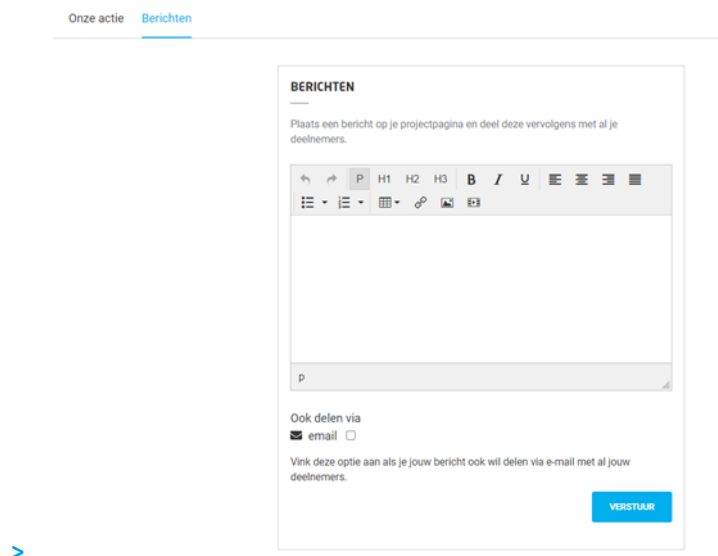 Onze actie Berichten
BERICHTEN
Plaats een bericht op je projectpagina en deel deze vervolgens met al je
deelnemers.
P H1 H2 H3 B I U
p
Ook delen via
email
Vink deze optie aan als je jouw bericht ook wil delen via e-mail met al jouw
deelnemers.
VERSTUUR
>